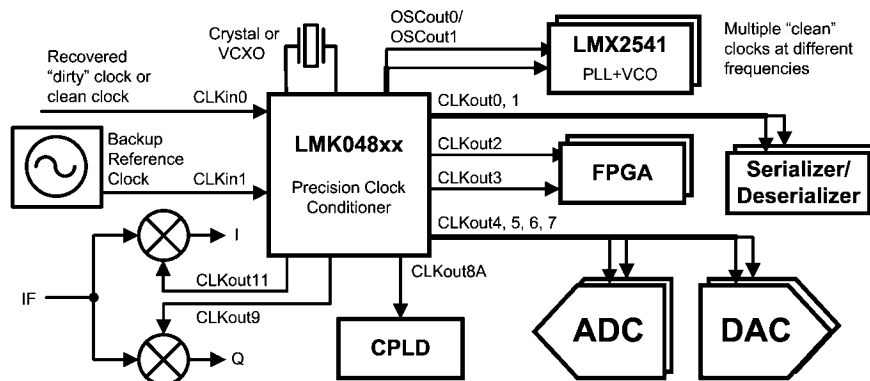 Recovered
"dirty" clock or
clean clock
CLKin0
Crystal or
VCXO
OSCout0/
OSCout1
LMX2541
PLL+VCO
Multiple "clean"
clocks at different
frequencies
Backup
Reference
Clock
CLKin1
LMK048xx
Precision Clock
Conditioner
CLKout0, 1
CLKout2
CLKout3
FPGA
Serializer/
Deserializer
CLKout4, 5, 6, 7
IF
I
CLKout11
CLKout9
Q
CLKout8A
CPLD
ADC
DAC